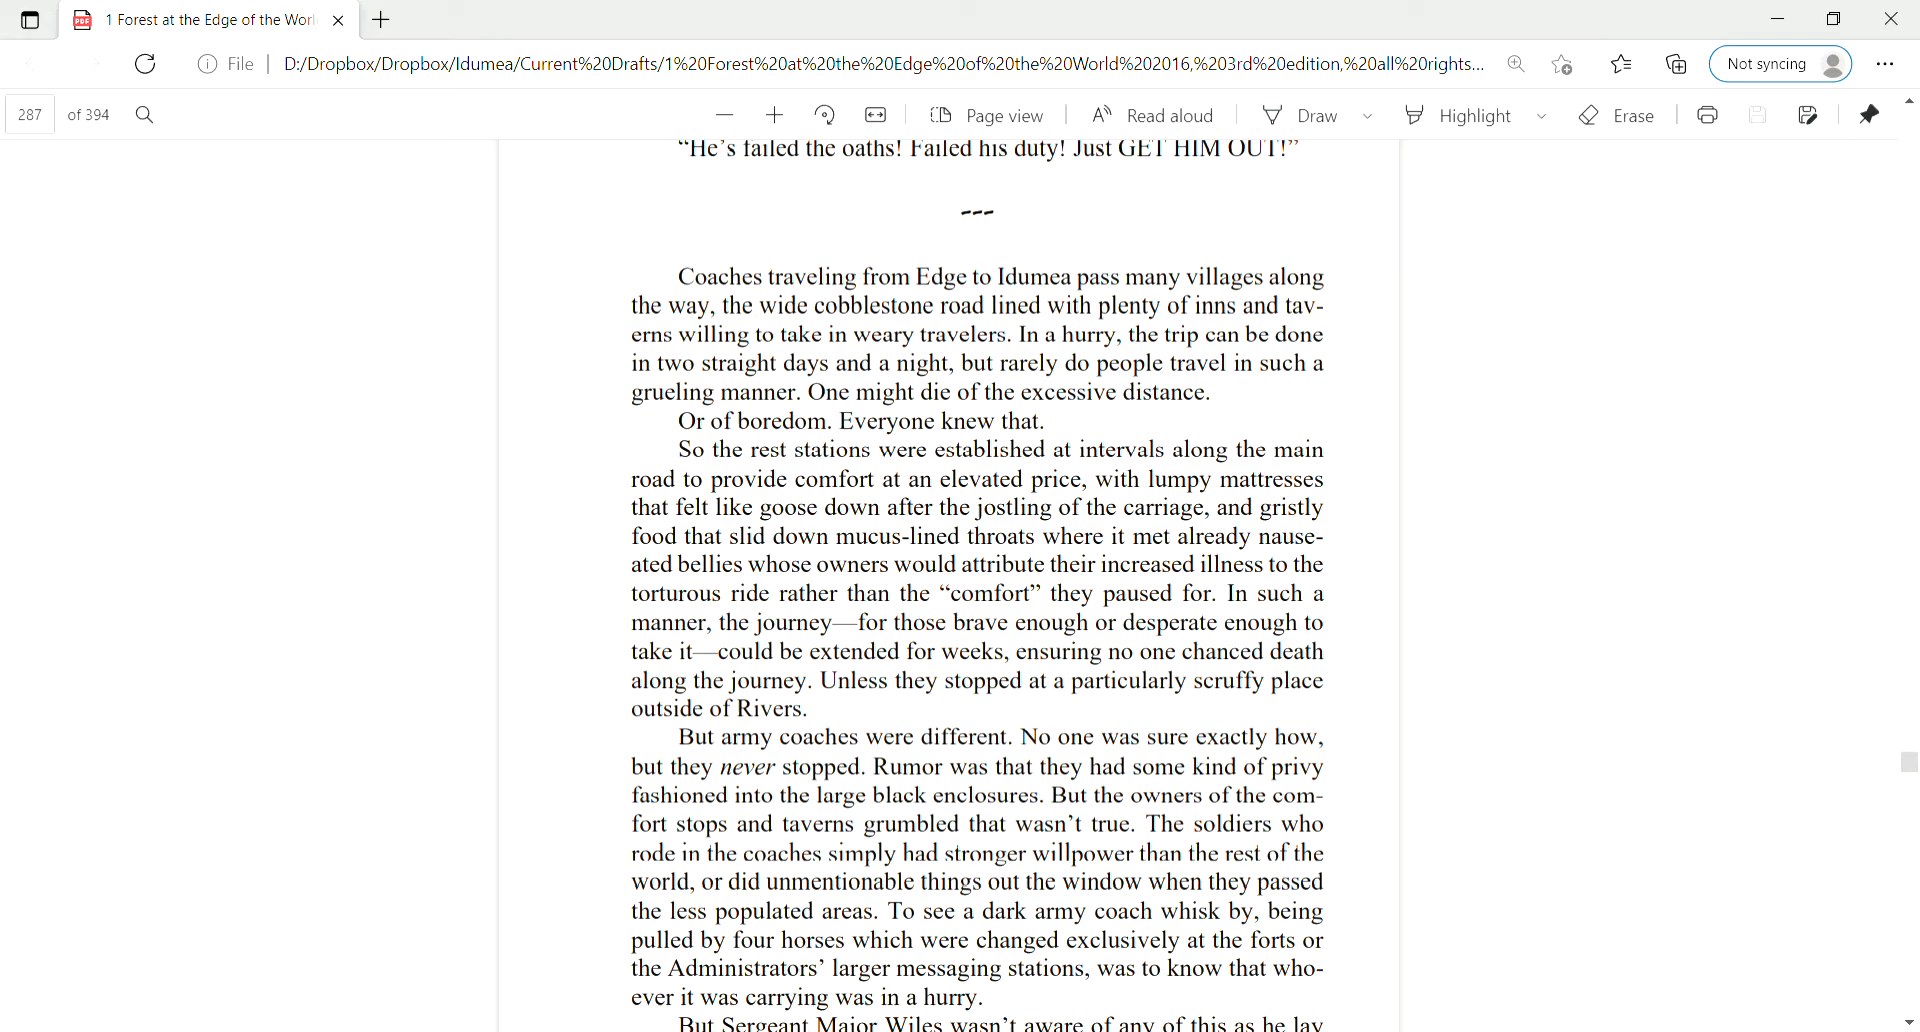 1 Forest at the Edge of the Worl
File D:/Dropbox/Dropbox/Idumea/Current%20Drafts/1%20Forest%20at%20the%20Edge%20of%20the%20World%202016,%203rd%20edition,%20all%20rights... Not syncing
287 of 394 Page view Read aloud Draw Highlight Erase
“He’s failed the oaths! Failed his duty! Just GET HIM OUT!”
~~~
Coaches traveling from Edge to Idumea pass many villages along
the way, the wide cobblestone road lined with plenty of inns and tav-
erns willing to take in weary travelers. In a hurry, the trip can be done
in two straight days and a night, but rarely do people travel in such a
grueling manner. One might die of the excessive distance.
Or of boredom. Everyone knew that.
So the rest stations were established at intervals along the main
road to provide comfort at an elevated price, with lumpy mattresses
that felt like goose down after the jostling of the carriage, and gristly
food that slid down mucus-lined throats where it met already nause-
ated bellies whose owners would attribute their increased illness to the
torturous ride rather than the “comfort” they paused for. In such a
manner, the journey—for those brave enough or desperate enough to
take it—could be extended for weeks, ensuring no one chanced death
along the journey. Unless they stopped at a particularly scruffy place
outside of Rivers.
But army coaches were different. No one was sure exactly how,
but they never stopped. Rumor was that they had some kind of privy
fashioned into the large black enclosures. But the owners of the com-
fort stops and taverns grumbled that wasn’t true. The soldiers who
rode in the coaches simply had stronger willpower than the rest of the
world, or did unmentionable things out the window when they passed
the less populated areas. To see a dark army coach whisk by, being
pulled by four horses which were changed exclusively at the forts or
the Administrators’ larger messaging stations, was to know that who-
ever it was carrying was in a hurry.
But Sergeant Major Wiles wasn’t aware of any of this as he lay